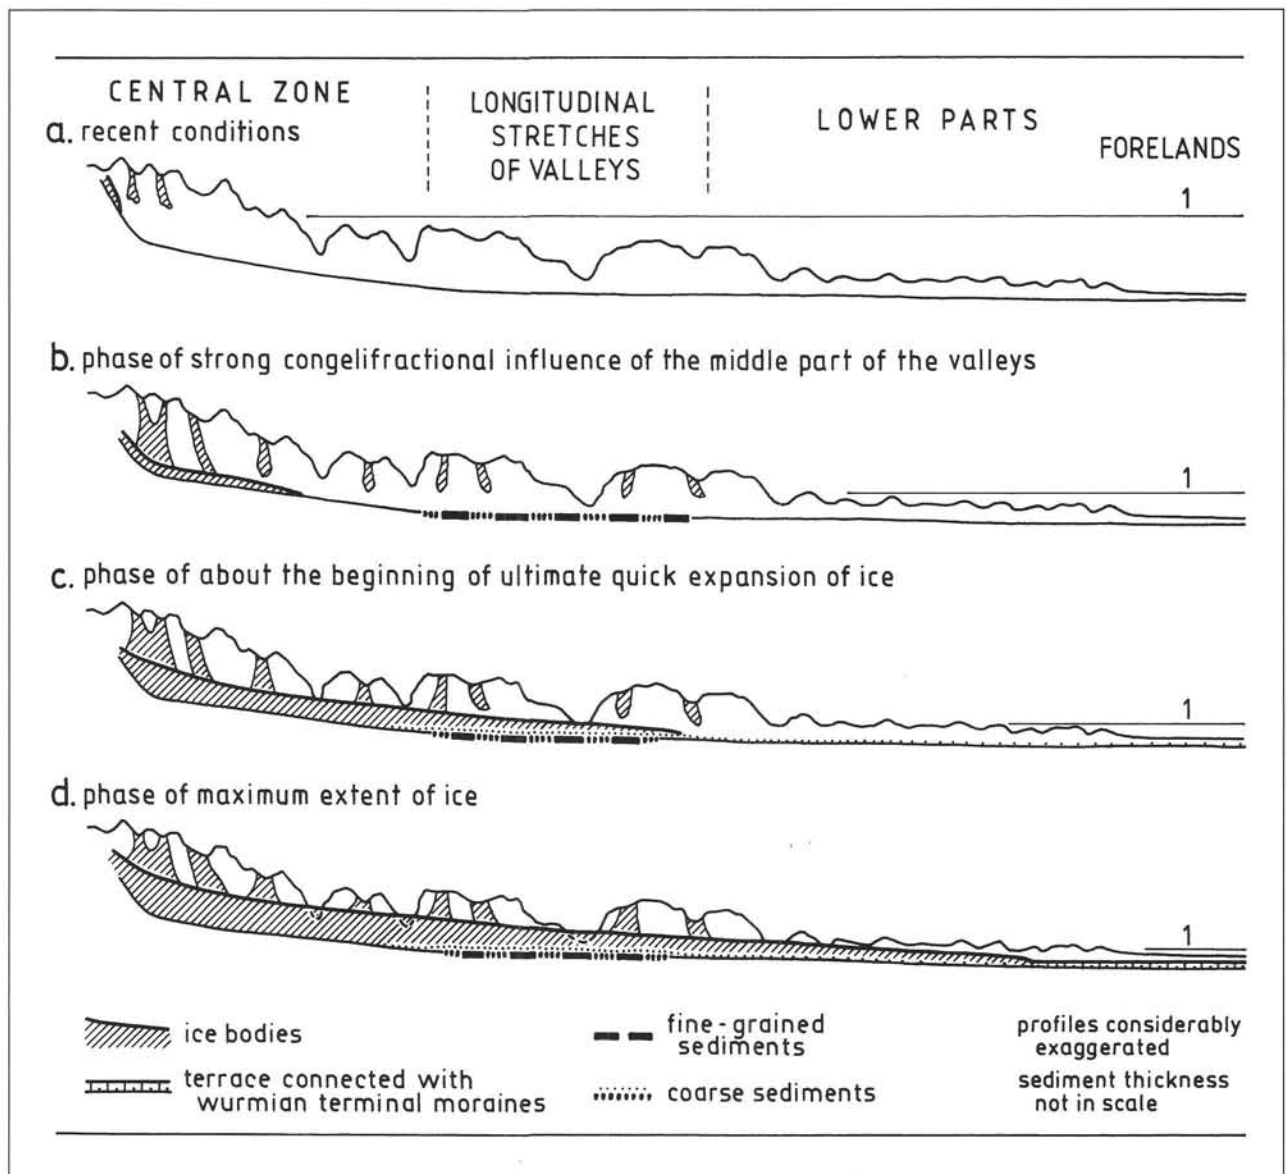 CENTRAL ZONE
LONGITUDINAL
STRETCHES
OF VALLEYS
LOWER PARTS
FORELANDS
a. recent conditions
1
b. phase of strong congelifractional influence of the middle part of the valleys
1
c. phase of about the beginning of ultimate quick expansion of ice
1
d. phase of maximum extent of ice
1
ice bodies
terrace connected with
wurmian terminal moraines
fine-grained
sediments
coarse sediments
profiles considerably
exaggerated
sediment thickness
not in scale